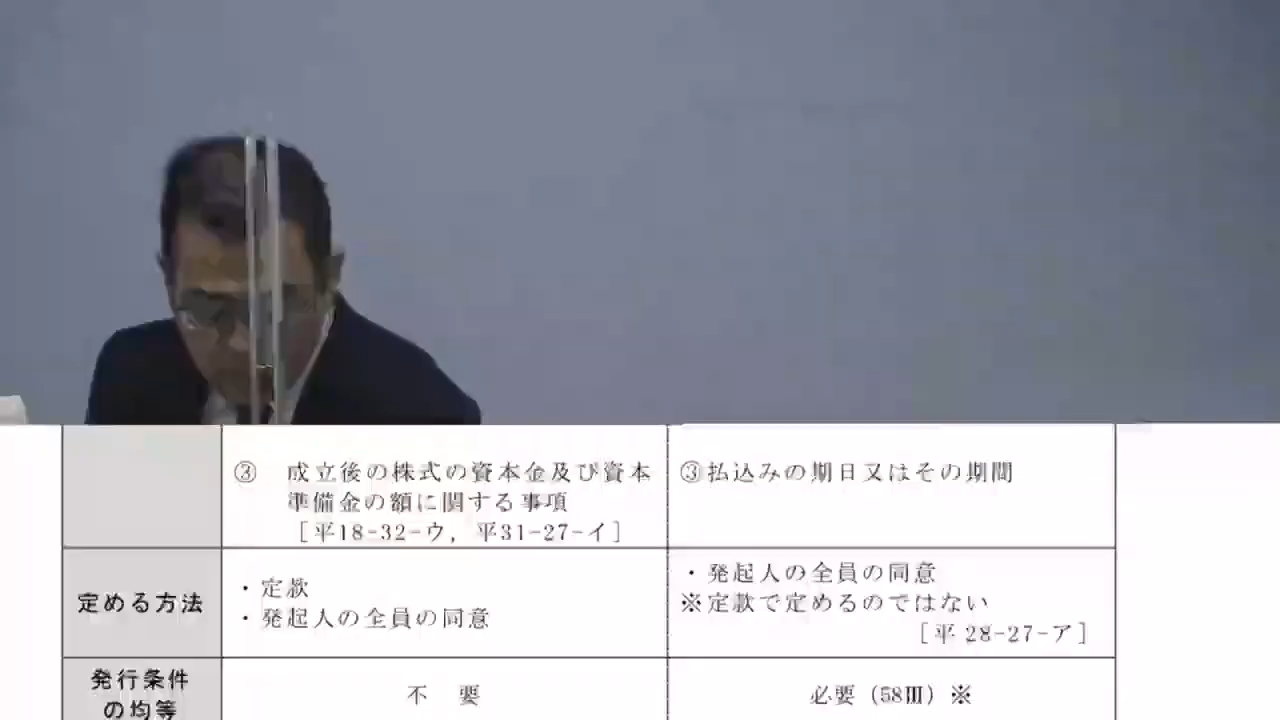 ③ 成立後の株式の資本金及び資本
準備金の額に関する事項
［平18-32-ウ，平31-27-イ］
③払込みの期日又はその期間
定める方法
・定款
・発起人の全員の同意
・発起人の全員の同意
※定款で定めるのではない
［平 28-27-ア］
発行条件
の均等
不 要
必要（58Ⅲ）※